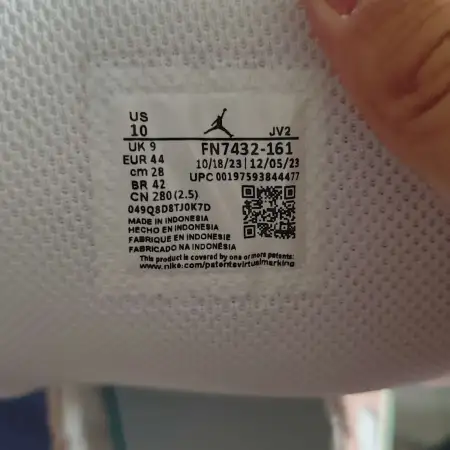 US
10
JV2
UK 9
FN7432-161
EUR 44
10/18/23 | 12/05/23
cm 28
UPC 00197593844477
BR 42
CN 280 (2.5)
049Q8D8TJ0K7D
MADE IN INDONESIA
HECHO EN INDONESIA
FABRIQUE EN INDONESIE
FABRICADO NA INDONESIA
This product is covered by one or more patents:
www.nike.com/patentsvirtualmarking